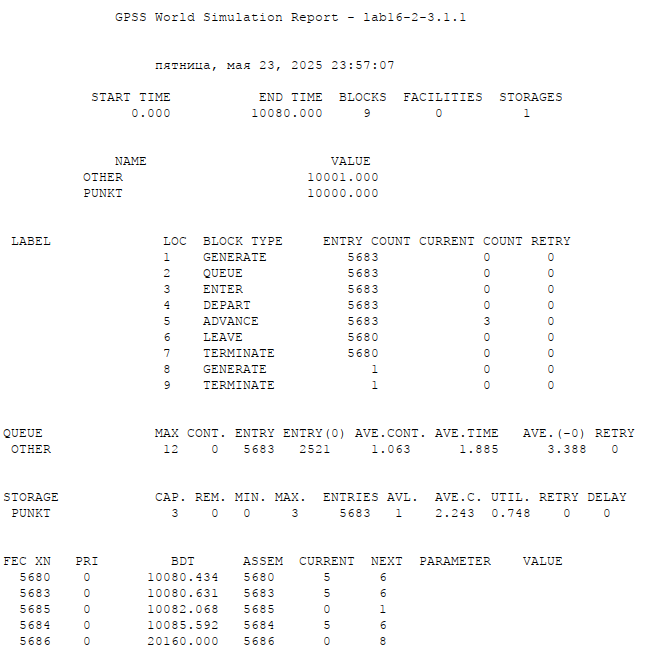 GPSS World Simulation Report - lab16-2-3.1.1
пятница, мая 23, 2025 23:57:07
START TIME END TIME BLOCKS FACILITIES STORAGES
0.000 10080.000 9 0 1
NAME VALUE
OTHER 10001.000
PUNKT 10000.000
LABEL LOC BLOCK TYPE ENTRY COUNT CURRENT COUNT RETRY
1 GENERATE 5683 0 0
2 QUEUE 5683 0 0
3 ENTER 5683 0 0
4 DEPART 5683 0 0
5 ADVANCE 5683 3 0
6 LEAVE 5680 0 0
7 TERMINATE 5680 0 0
8 GENERATE 1 0 0
9 TERMINATE 1 0 0
QUEUE MAX CONT. ENTRY ENTRY(0) AVE.CONT. AVE.TIME AVE.(-0) RETRY
OTHER 12 0 5683 2521 1.063 1.885 3.388 0
STORAGE CAP. REM. MIN. MAX. ENTRIES AVL. AVE.C. UTIL. RETRY DELAY
PUNKT 3 0 0 3 5683 1 2.243 0.748 0 0
FEC XN PRI BDT ASSEM CURRENT NEXT PARAMETER VALUE
5680 0 10080.434 5680 5 6
5683 0 10080.631 5683 5 6
5685 0 10082.068 5685 0 1
5684 0 10085.592 5684 5 6
5686 0 20160.000 5686 0 8